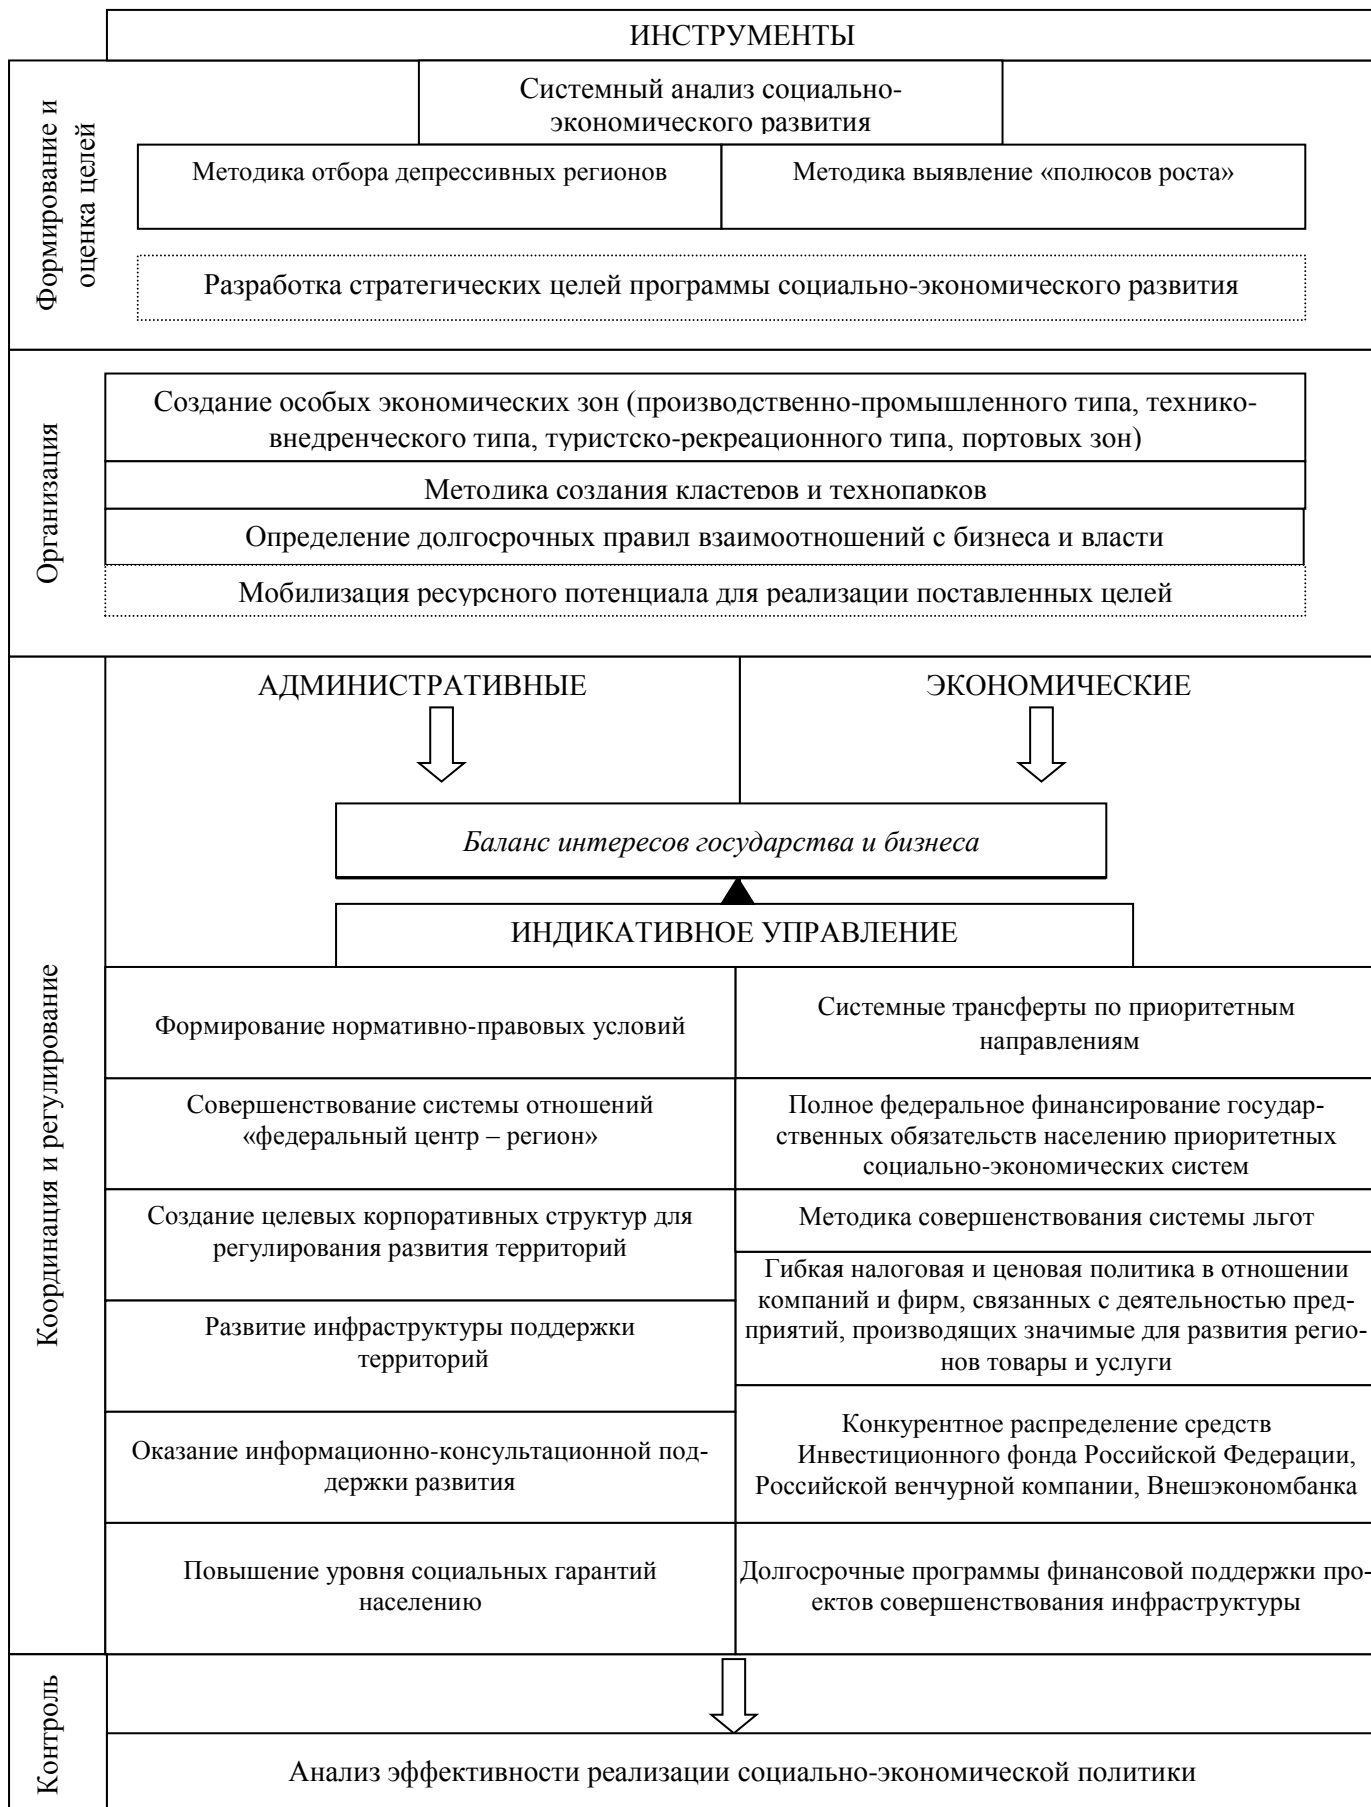 ИНСТРУМЕНТЫ
Формирование и
оценка целей
Системный анализ социально-
экономического развития
Методика отбора депрессивных регионов
Методика выявление «полюсов роста»
Разработка стратегических целей программы социально-экономического развития
Организация
Создание особых экономических зон (производственно-промышленного типа, технико-
внедренческого типа, туристско-рекреационного типа, портовых зон)
Методика создания кластеров и технопарков
Определение долгосрочных правил взаимоотношений с бизнеса и власти
Мобилизация ресурсного потенциала для реализации поставленных целей
Координация и регулирование
АДМИНИСТРАТИВНЫЕ
ЭКОНОМИЧЕСКИЕ
Баланс интересов государства и бизнеса
ИНДИКАТИВНОЕ УПРАВЛЕНИЕ
Формирование нормативно-правовых условий
Системные трансферты по приоритетным
направлениям
Совершенствование системы отношений
«федеральный центр – регион»
Полное федеральное финансирование государ-
ственных обязательств населению приоритетных
социально-экономических систем
Создание целевых корпоративных структур для
регулирования развития территорий
Методика совершенствования системы льгот
Гибкая налоговая и ценовая политика в отношении
компаний и фирм, связанных с деятельностью пред-
приятий, производящих значимые для развития регио-
нов товары и услуги
Развитие инфраструктуры поддержки
территорий
Конкурентное распределение средств
Инвестиционного фонда Российской Федерации,
Российской венчурной компании, Внешэкономбанка
Оказание информационно-консультационной под-
держки развития
Повышение уровня социальных гарантий
населению
Долгосрочные программы финансовой поддержки про-
ектов совершенствования инфраструктуры
Контроль
Анализ эффективности реализации социально-экономической политики